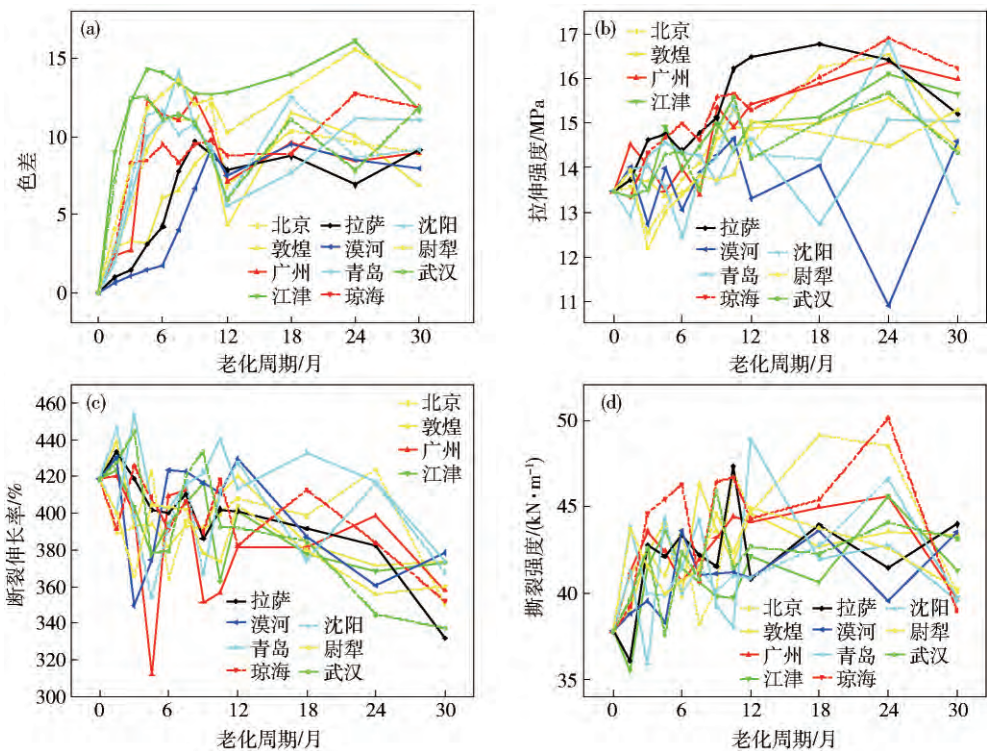 (a)
色差
15
10
5
0
0 6 12 18 24 30
老化周期/月
北京 拉萨 沈阳
敦煌 漠河 尉犁
广州 青岛 武汉
江津 琼海
(b)
拉伸强度/MPa
17
16
15
14
13
12
11
0 6 12 18 24 30
老化周期/月
北京
敦煌
广州
江津
拉萨
漠河 沈阳
青岛 尉犁
琼海 武汉
(c)
断裂伸长率/%
460
440
420
400
380
360
340
320
300
0 6 12 18 24 30
老化周期/月
北京
敦煌
广州
江津
拉萨
漠河 沈阳
青岛 尉犁
琼海 武汉
(d)
撕裂强度/(kN·m⁻¹)
50
45
40
35
0 6 12 18 24 30
老化周期/月
北京 拉萨 沈阳
敦煌 漠河 尉犁
广州 青岛 武汉
江津 琼海